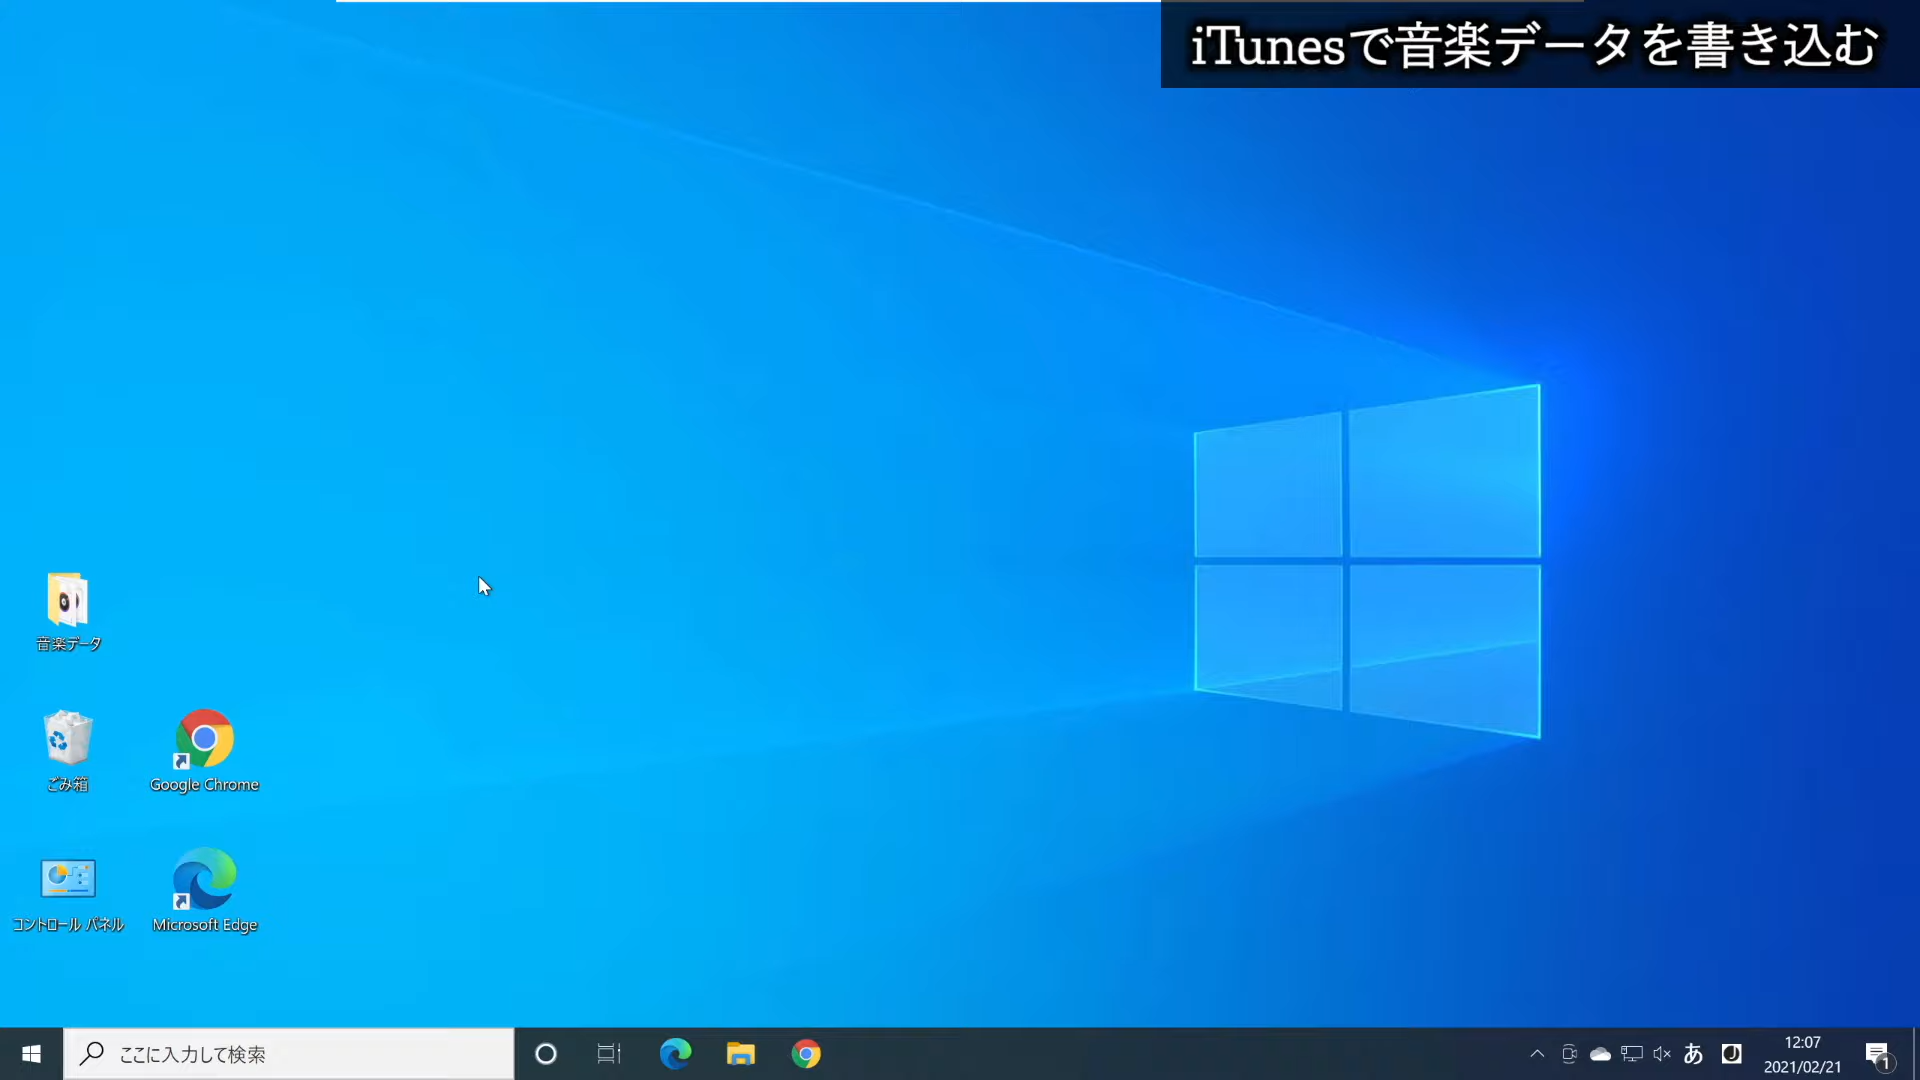 iTunesで音楽データを書き込む
音楽データ
ごみ箱
Google Chrome
コントロール パネル
Microsoft Edge
ここに入力して検索
あ
J
12:07
2021/02/21
1